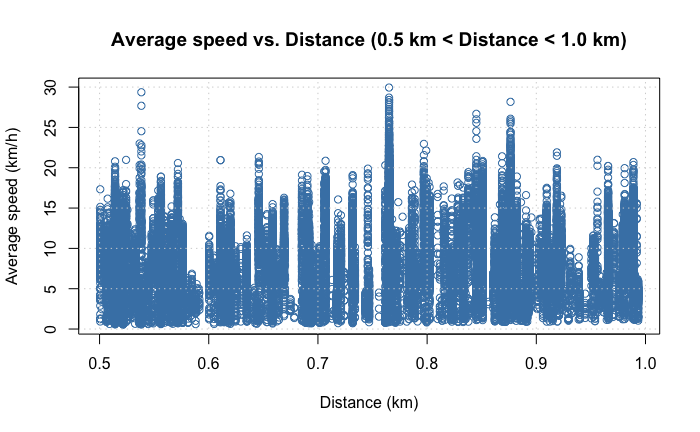 Average speed vs. Distance (0.5 km < Distance < 1.0 km)
Average speed (km/h)
30
25
20
15
10
5
0
0.5 0.6 0.7 0.8 0.9 1.0
Distance (km)